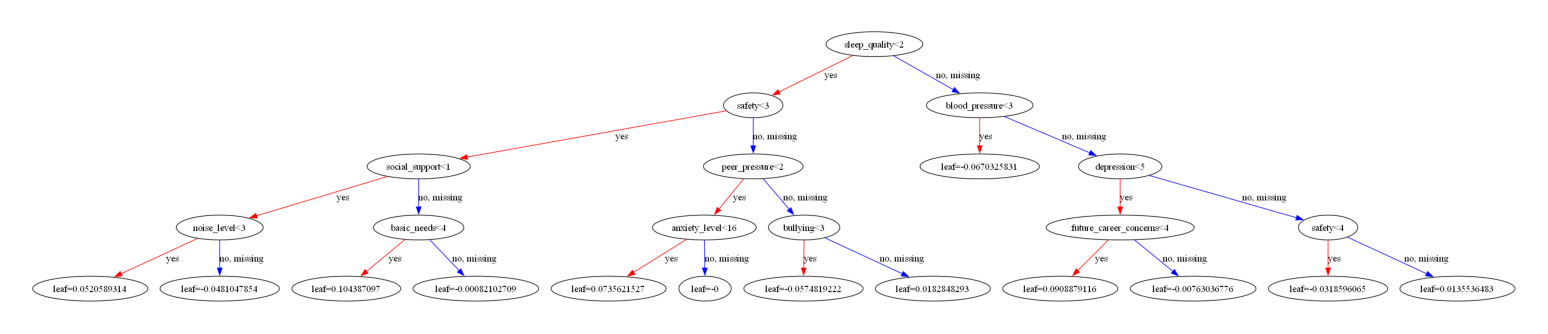 sleep_quality<2
yes
no, missing
safety<3
blood_pressure<3
yes
no, missing
yes
no, missing
social_support<1
peer_pressure<2
leaf=-0.0670325831
depression<5
yes
no, missing
yes
no, missing
yes
no, missing
noise_level<3
basic_needs<4
anxiety_level<16
bullying<3
future_career_concerns<4
safety<4
yes
no, missing
yes
no, missing
yes
no, missing
yes
no, missing
yes
no, missing
yes
no, missing
leaf=0.0520589314
leaf=-0.0481047854
leaf=0.104387097
leaf=-0.00082102709
leaf=0.0735621527
leaf=-0
leaf=-0.0574819222
leaf=0.0182848293
leaf=0.0908879116
leaf=-0.00763036776
leaf=-0.0318596065
leaf=0.0135536483